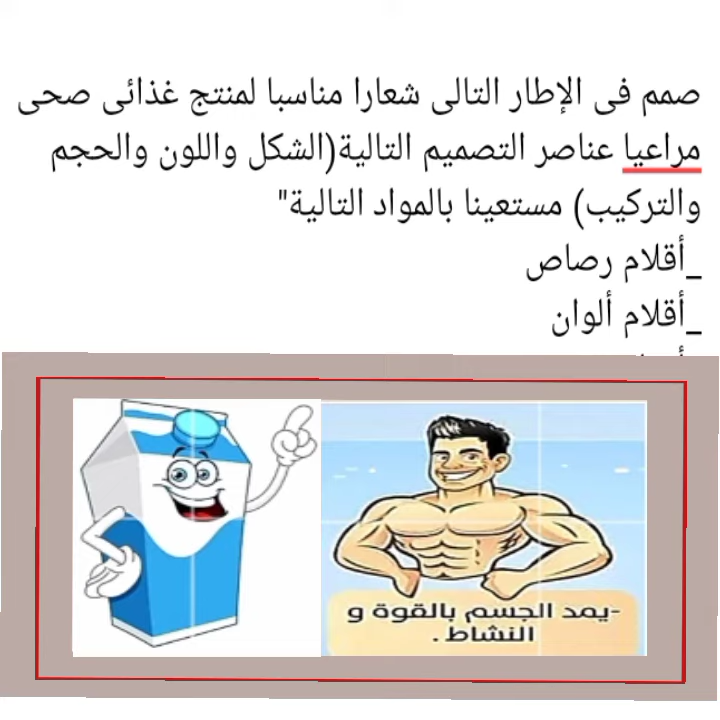 صمم فى الإطار التالى شعارا مناسبا لمنتج غذائى صحى
مراعيا عناصر التصميم التالية(الشكل واللون والحجم
والتركيب) مستعينا بالمواد التالية"
_أقلام رصاص
_أقلام ألوان
-يمد الجسم بالقوة و
النشاط .